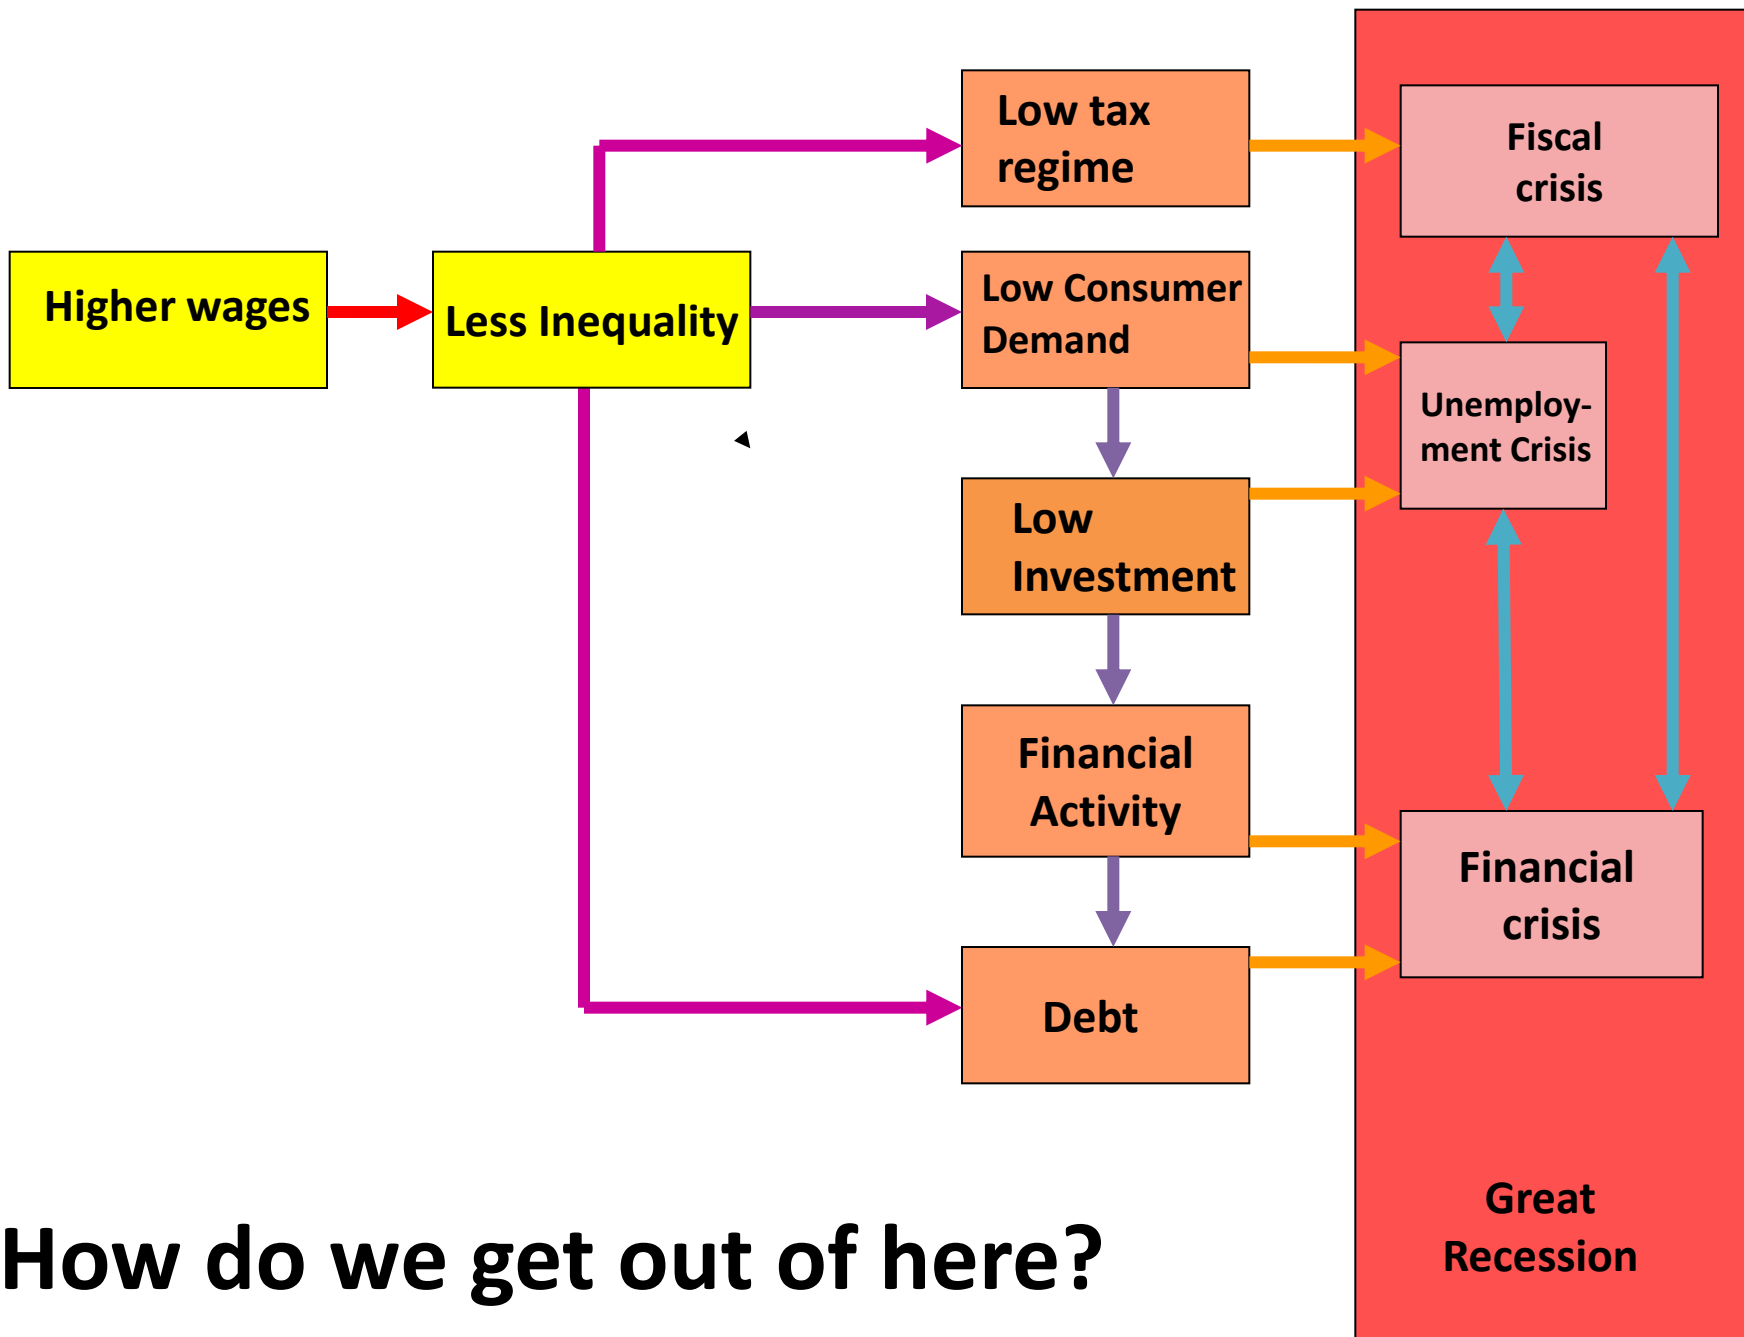 Low tax
regime
Fiscal
crisis
Higher wages
Less Inequality
Low Consumer
Demand
Unemploy-
ment Crisis
Low
Investment
Financial
Activity
Financial
crisis
Debt
Great
Recession
How do we get out of here?